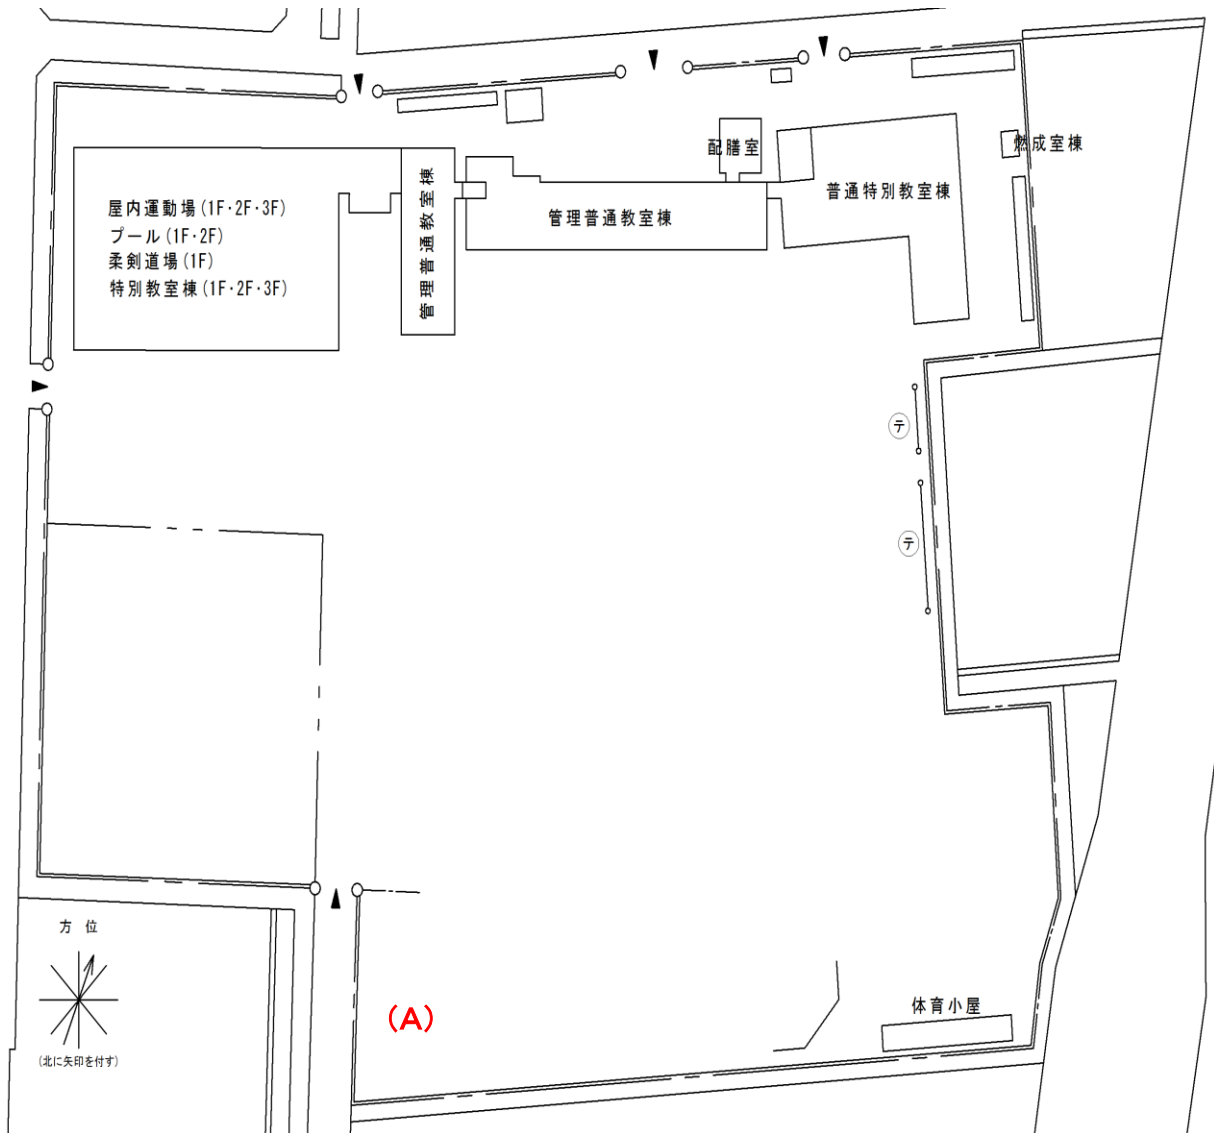 配膳室
燃成室棟
屋内運動場(1F・2F・3F)
プール(1F・2F)
柔剣道場(1F)
特別教室棟(1F・2F・3F)
管理普通教室棟
管理普通教室棟
普通特別教室棟
テ
テ
方位
(北に矢印を付す)
(A)
体育小屋